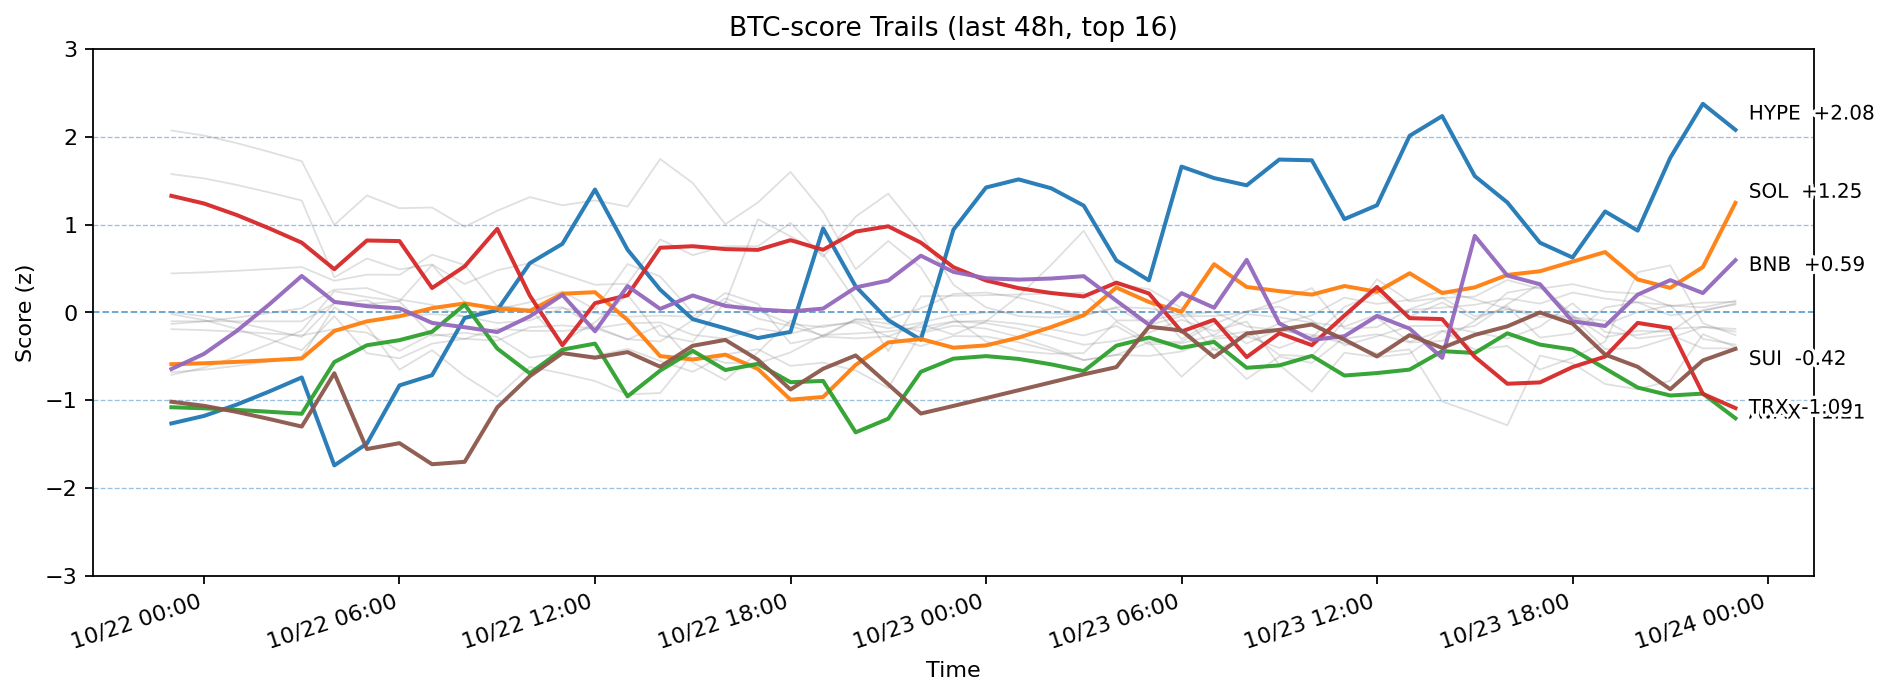 BTC-score Trails (last 48h, top 16)
3
2
1
0
−1
−2
−3
Score (z)
HYPE +2.08
SOL +1.25
BNB +0.59
SUI -0.42
TRX -1.09
10/22 00:00
10/22 06:00
10/22 12:00
10/22 18:00
10/23 00:00
10/23 06:00
10/23 12:00
10/23 18:00
10/24 00:00
Time